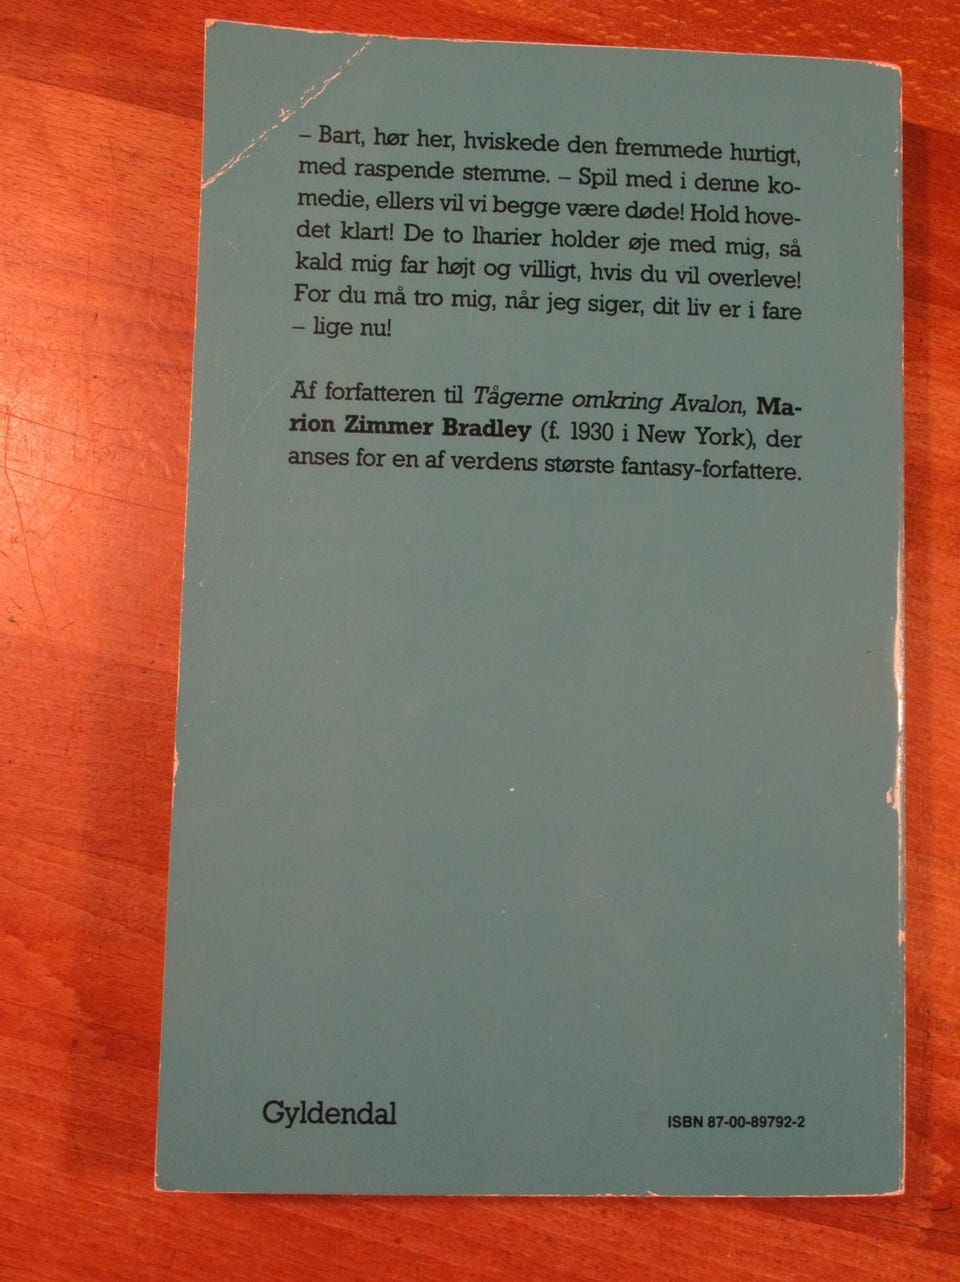 – Bart, hør her, hviskede den fremmede hurtigt,
med raspende stemme. – Spil med i denne ko-
medie, ellers vil vi begge være døde! Hold hove-
det klart! De to lharier holder øje med mig, så
kald mig far højt og villigt, hvis du vil overleve!
For du må tro mig, når jeg siger, dit liv er i fare
– lige nu!
Af forfatteren til Tågerne omkring Avalon, Ma-
rion Zimmer Bradley (f. 1930 i New York), der
anses for en af verdens største fantasy-forfattere.
Gyldendal
ISBN 87-00-89792-2